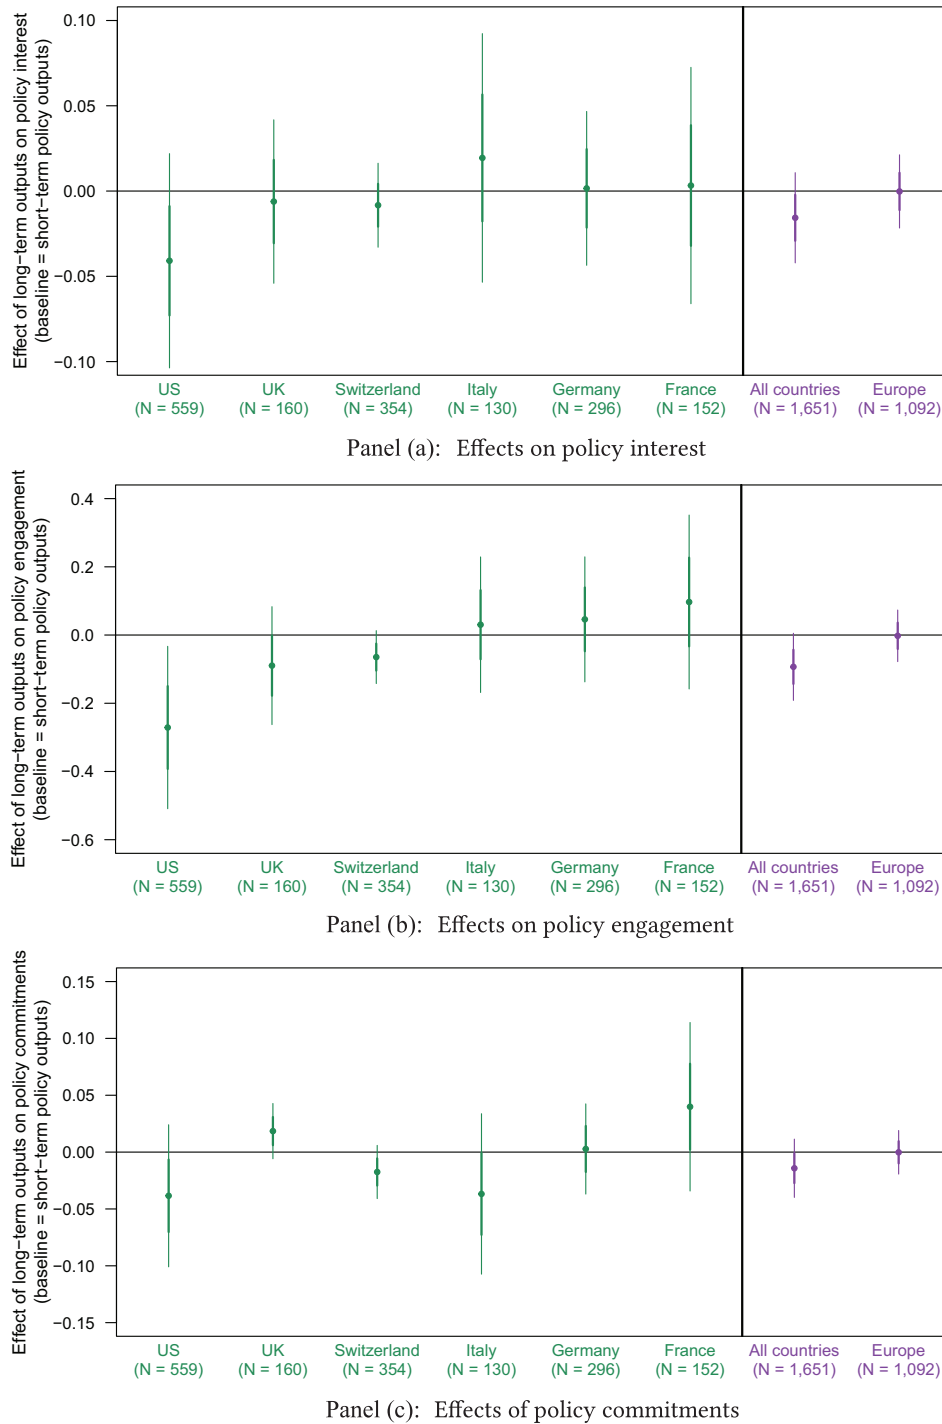 Effect of long−term outputs on policy interest
(baseline = short−term policy outputs)
0.10
0.05
0.00
−0.05
−0.10
US UK Switzerland Italy Germany France All countries Europe
(N = 559) (N = 160) (N = 354) (N = 130) (N = 296) (N = 152) (N = 1,651) (N = 1,092)
Panel (a): Effects on policy interest
Effect of long−term outputs on policy engagement
(baseline = short−term policy outputs)
0.4
0.2
0.0
−0.2
−0.4
−0.6
US UK Switzerland Italy Germany France All countries Europe
(N = 559) (N = 160) (N = 354) (N = 130) (N = 296) (N = 152) (N = 1,651) (N = 1,092)
Panel (b): Effects on policy engagement
Effect of long−term outputs on policy commitments
(baseline = short−term policy outputs)
0.15
0.10
0.05
0.00
−0.05
−0.10
−0.15
US UK Switzerland Italy Germany France All countries Europe
(N = 559) (N = 160) (N = 354) (N = 130) (N = 296) (N = 152) (N = 1,651) (N = 1,092)
Panel (c): Effects of policy commitments